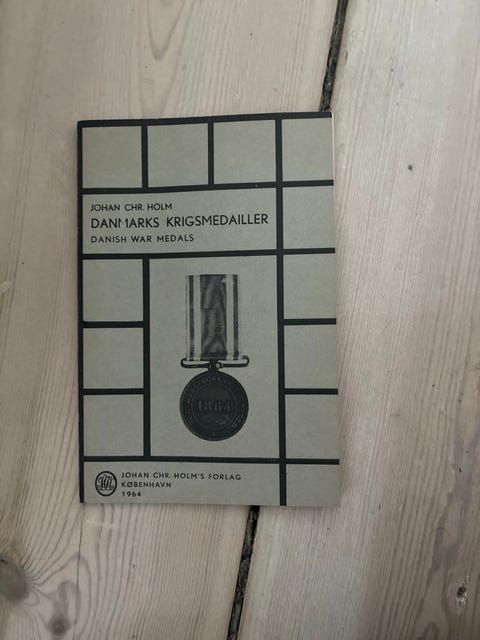 JOHAN CHR. HOLM
DANMARKS KRIGSMEDAILLER
DANISH WAR MEDALS
1864
JOHAN CHR. HOLM'S FORLAG
KØBENHAVN
1964